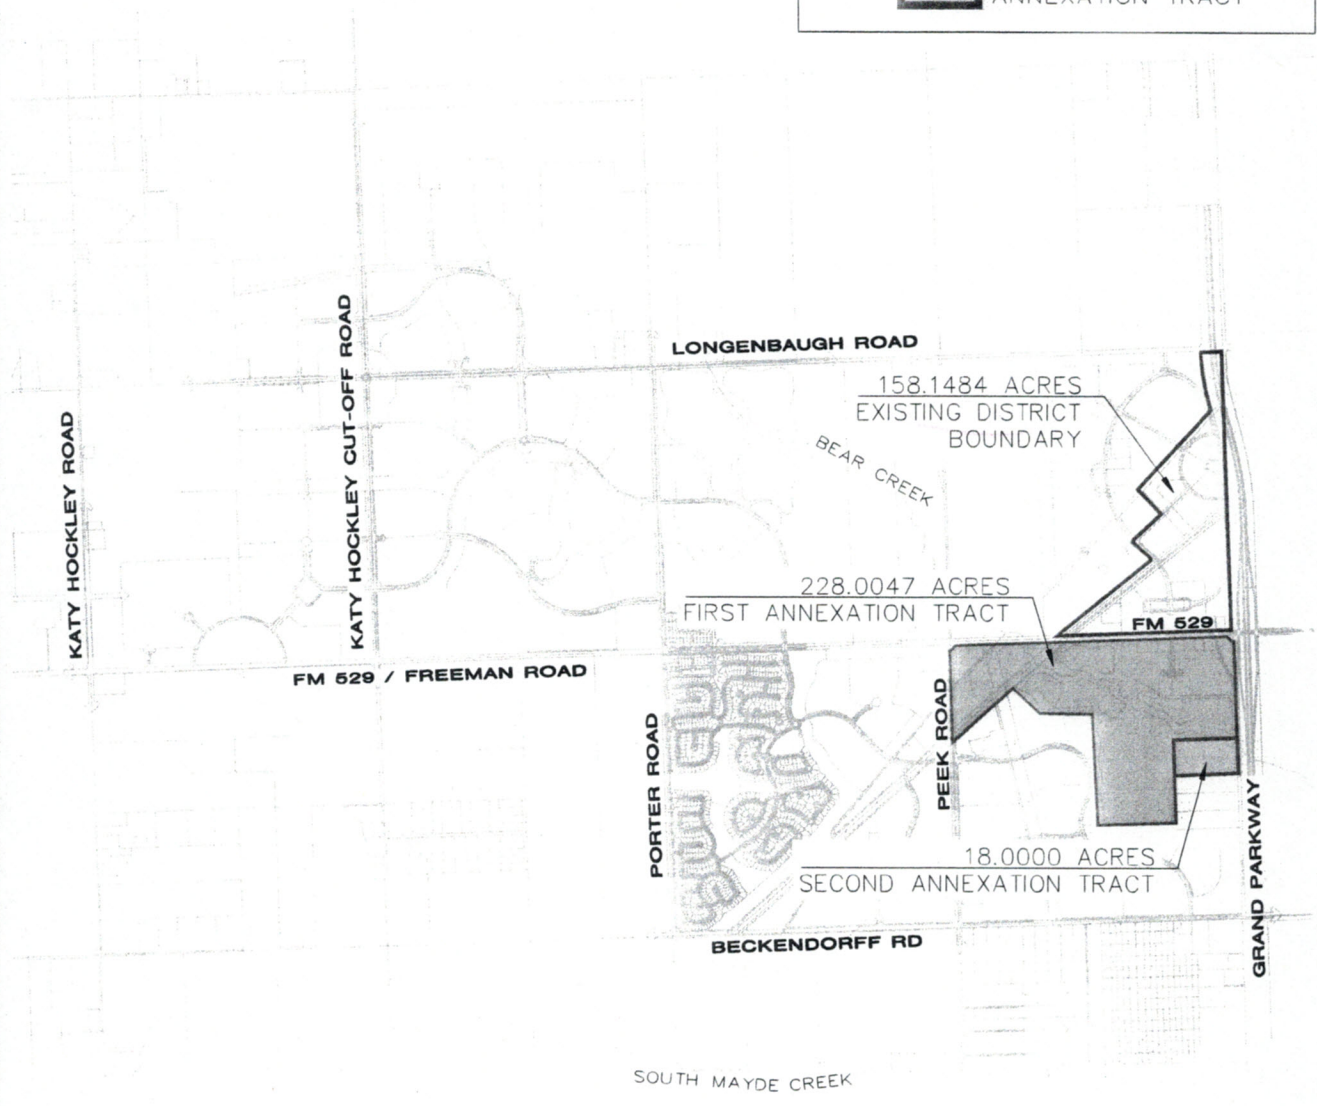 ANNEXATION TRACT
LONGENBAUGH ROAD
158.1484 ACRES
EXISTING DISTRICT
BOUNDARY
BEAR CREEK
KATY HOCKLEY ROAD
KATY HOCKLEY CUT-OFF ROAD
228.0047 ACRES
FIRST ANNEXATION TRACT
FM 529
FM 529 / FREEMAN ROAD
PORTER ROAD
PEEK ROAD
18.0000 ACRES
SECOND ANNEXATION TRACT
GRAND PARKWAY
BECKENDORFF RD
SOUTH MAYDE CREEK